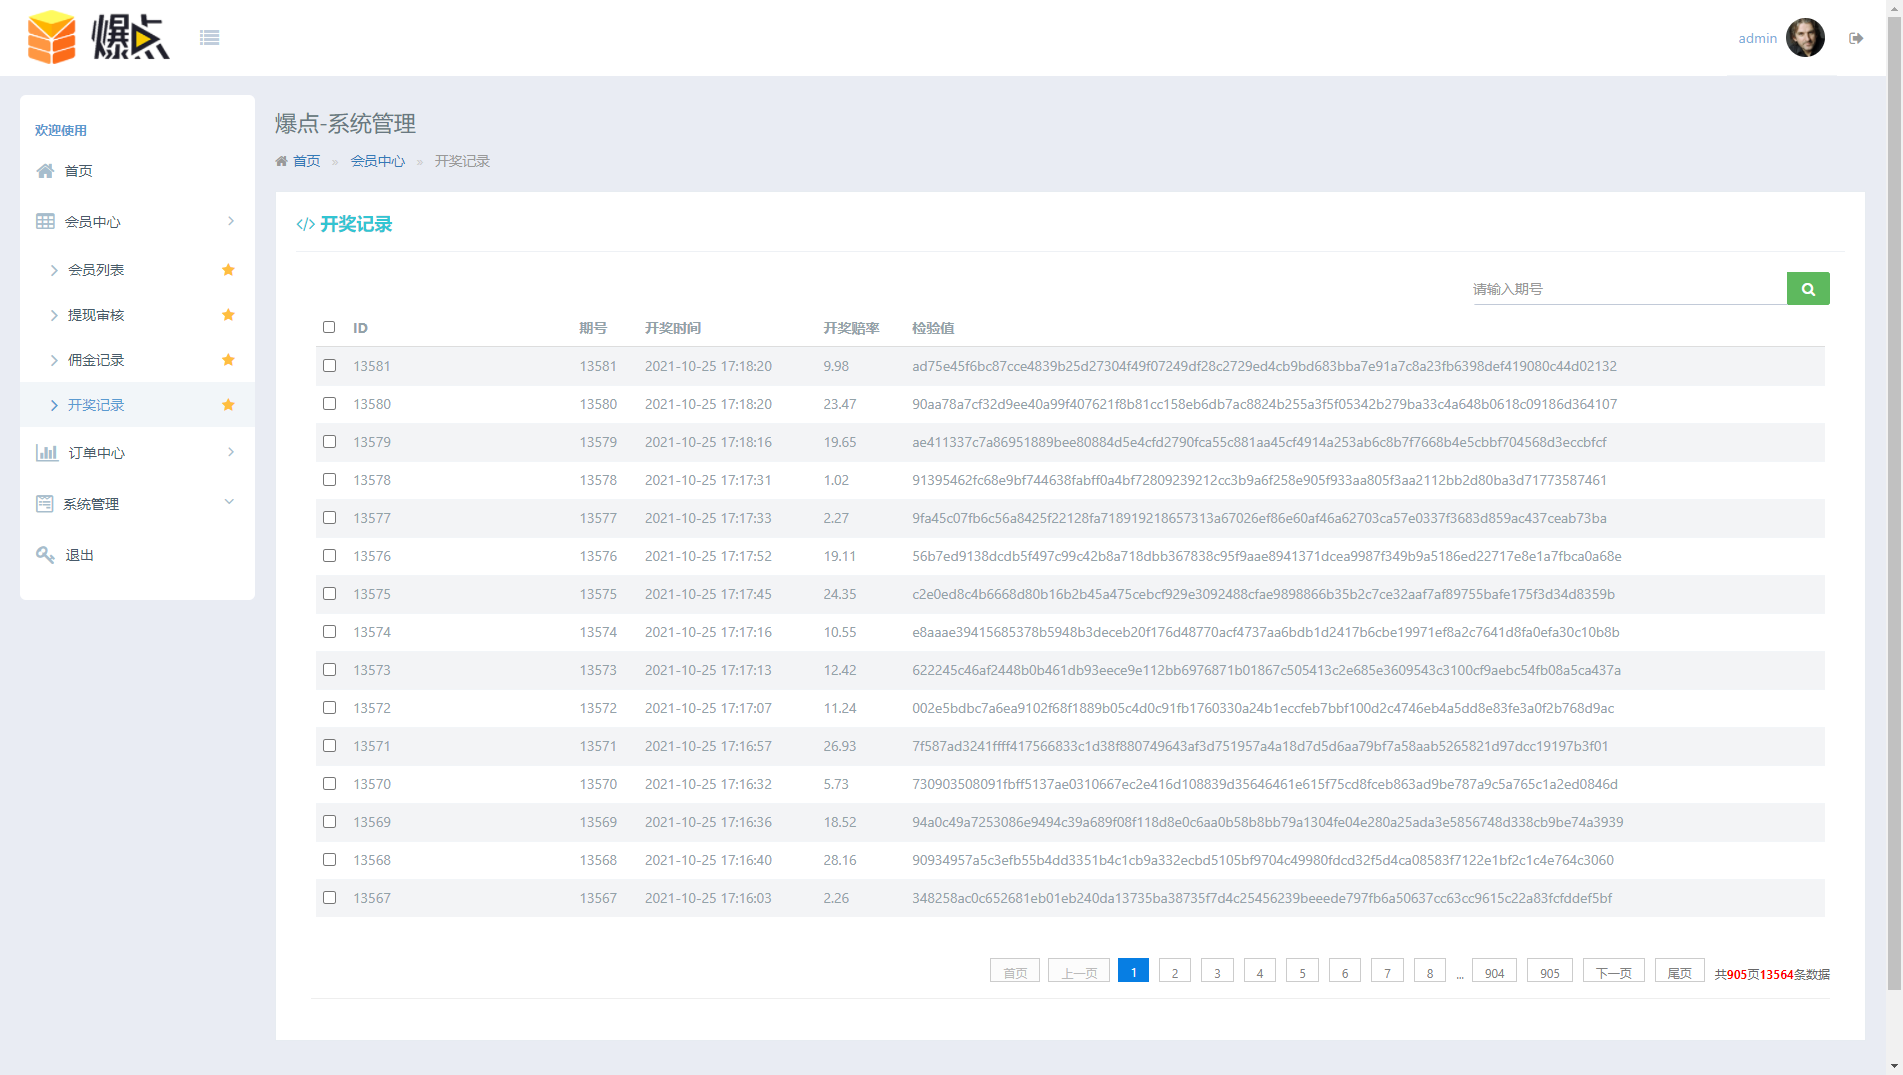 爆点
admin
欢迎使用
首页
会员中心
会员列表
提现审核
佣金记录
开奖记录
订单中心
系统管理
退出
爆点-系统管理
首页 » 会员中心 » 开奖记录
</> 开奖记录
请输入期号
ID 期号 开奖时间 开奖赔率 检验值
13581 13581 2021-10-25 17:18:20 9.98 ad75e45f6bc87cce4839b25d27304f49f07249df28c2729ed4cb9bd683bba7e91a7c8a23fb6398def419080c44d02132
13580 13580 2021-10-25 17:18:20 23.47 90aa78a7cf32d9ee40a99f407621f8b81cc158eb6db7ac8824b255a3f5f05342b279ba33c4a648b0618c09186d364107
13579 13579 2021-10-25 17:18:16 19.65 ae411337c7a86951889bee80884d5e4cfd2790fca55c881aa45cf4914a253ab6c8b7f7668b4e5cbbf704568d3eccbfcf
13578 13578 2021-10-25 17:17:31 1.02 91395462fc68e9bf744638fabff0a4bf72809239212cc3b9a6f258e905f933aa805f3aa2112bb2d80ba3d71773587461
13577 13577 2021-10-25 17:17:33 2.27 9fa45c07fb6c56a8425f22128fa718919218657313a67026ef86e60af46a62703ca57e0337f3683d859ac437ceab73ba
13576 13576 2021-10-25 17:17:52 19.11 56b7ed9138dcdb5f497c99c42b8a718dbb367838c95f9aae8941371dcea9987f349b9a5186ed22717e8e1a7fbca0a68e
13575 13575 2021-10-25 17:17:45 24.35 c2e0ed8c4b6668d80b16b2b45a475cebcf929e3092488cfae9898866b35b2c7ce32aaf7af89755bafe175f3d34d8359b
13574 13574 2021-10-25 17:17:16 10.55 e8aaae39415685378b5948b3deceb20f176d48770acf4737aa6bdb1d2417b6cbe19971ef8a2c7641d8fa0efa30c10b8b
13573 13573 2021-10-25 17:17:13 12.42 622245c46af2448b0b461db93eece9e112bb6976871b01867c505413c2e685e3609543c3100cf9aebc54fb08a5ca437a
13572 13572 2021-10-25 17:17:07 11.24 002e5bdbc7a6ea9102f68f1889b05c4d0c91fb1760330a24b1eccfeb7bbf100d2c4746eb4a5dd8e83fe3a0f2b768d9ac
13571 13571 2021-10-25 17:16:57 26.93 7f587ad3241ffff417566833c1d38f880749643af3d751957a4a18d7d5d6aa79bf7a58aab5265821d97dcc19197b3f01
13570 13570 2021-10-25 17:16:32 5.73 730903508091fbff5137ae0310667ec2e416d108839d35646461e615f75cd8fceb863ad9be787a9c5a765c1a2ed0846d
13569 13569 2021-10-25 17:16:36 18.52 94a0c49a7253086e9494c39a689f08f118d8e0c6aa0b58b8bb79a1304fe04e280a25ada3e5856748d338cb9be74a3939
13568 13568 2021-10-25 17:16:40 28.16 90934957a5c3efb55b4dd3351b4c1cb9a332ecbd5105bf9704c49980fdcd32f5d4ca08583f7122e1bf2c1c4e764c3060
13567 13567 2021-10-25 17:16:03 2.26 348258ac0c652681eb01eb240da13735ba38735f7d4c25456239beeede797fb6a50637cc63cc9615c22a83fcfddef5bf
首页 上一页 1 2 3 4 5 6 7 8 ... 904 905 下一页 尾页 共905页13564条数据